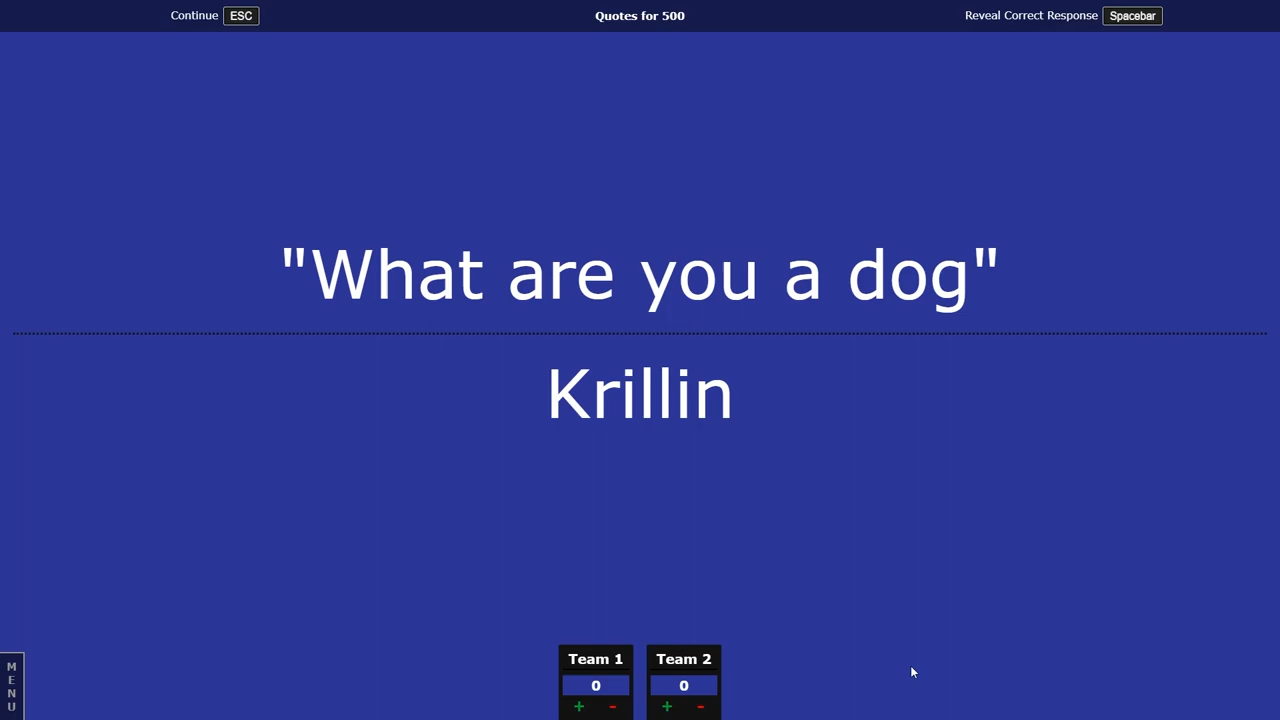 Continue ESC
Quotes for 500
Reveal Correct Response Spacebar
"What are you a dog"
Krillin
MENU
Team 1
0
+ -
Team 2
0
+ -